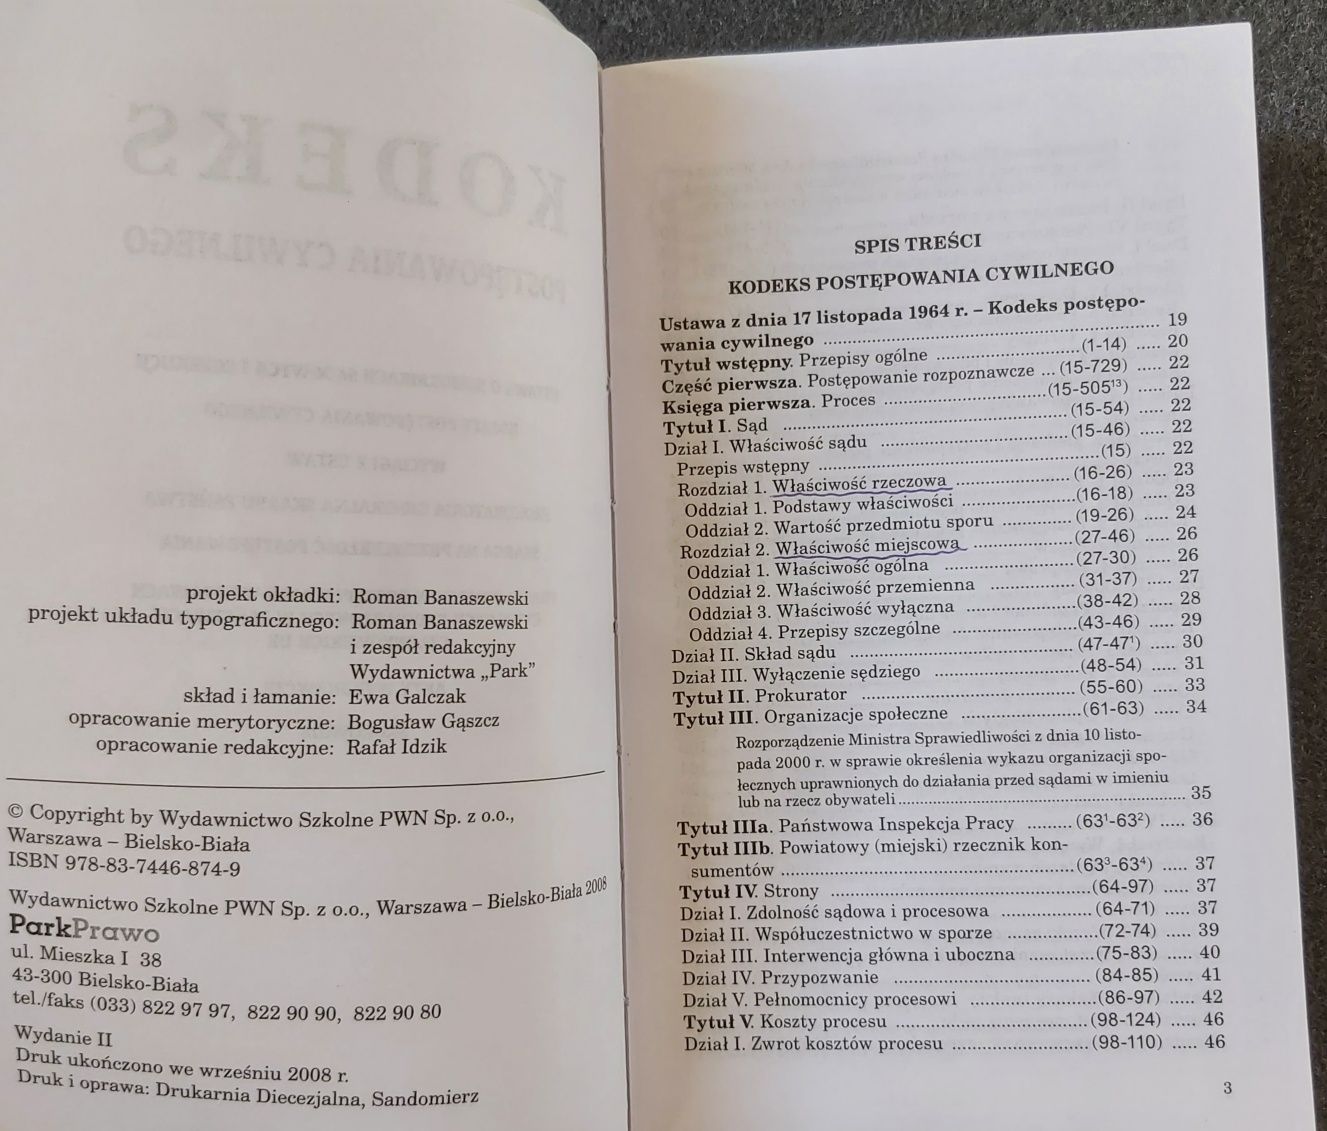 projekt okładki: Roman Banaszewski
projekt układu typograficznego: Roman Banaszewski
i zespół redakcyjny
Wydawnictwa „Park”
skład i łamanie: Ewa Galczak
opracowanie merytoryczne: Bogusław Gąszcz
opracowanie redakcyjne: Rafał Idzik
© Copyright by Wydawnictwo Szkolne PWN Sp. z o.o.,
Warszawa – Bielsko-Biała
ISBN 978-83-7446-874-9
Wydawnictwo Szkolne PWN Sp. z o.o., Warszawa – Bielsko-Biała 2008
ParkPrawo
ul. Mieszka I 38
43-300 Bielsko-Biała
tel./faks (033) 822 97 97, 822 90 90, 822 90 80
Wydanie II
Druk ukończono we wrześniu 2008 r.
Druk i oprawa: Drukarnia Diecezjalna, Sandomierz
SPIS TREŚCI
KODEKS POSTĘPOWANIA CYWILNEGO
Ustawa z dnia 17 listopada 1964 r. – Kodeks postępo-
wania cywilnego ..... 19
Tytuł wstępny. Przepisy ogólne ..... (1-14) ..... 20
Część pierwsza. Postępowanie rozpoznawcze ... (15-729) ..... 22
Księga pierwsza. Proces ..... (15-505¹³) ..... 22
Tytuł I. Sąd ..... (15-54) ..... 22
Dział I. Właściwość sądu ..... (15-46) ..... 22
Przepis wstępny ..... (15) ..... 22
Rozdział 1. Właściwość rzeczowa ..... (16-26) ..... 23
Oddział 1. Podstawy właściwości ..... (16-18) ..... 23
Oddział 2. Wartość przedmiotu sporu ..... (19-26) ..... 24
Rozdział 2. Właściwość miejscowa ..... (27-46) ..... 26
Oddział 1. Właściwość ogólna ..... (27-30) ..... 26
Oddział 2. Właściwość przemienna ..... (31-37) ..... 27
Oddział 3. Właściwość wyłączna ..... (38-42) ..... 28
Oddział 4. Przepisy szczególne ..... (43-46) ..... 29
Dział II. Skład sądu ..... (47-47¹) ..... 30
Dział III. Wyłączenie sędziego ..... (48-54) ..... 31
Tytuł II. Prokurator ..... (55-60) ..... 33
Tytuł III. Organizacje społeczne ..... (61-63) ..... 34
Rozporządzenie Ministra Sprawiedliwości z dnia 10 listo-
pada 2000 r. w sprawie określenia wykazu organizacji spo-
łecznych uprawnionych do działania przed sądami w imieniu
lub na rzecz obywateli ..... 35
Tytuł IIIa. Państwowa Inspekcja Pracy ..... (63¹-63²) ..... 36
Tytuł IIIb. Powiatowy (miejski) rzecznik kon-
sumentów ..... (63³-63⁴) ..... 37
Tytuł IV. Strony ..... (64-97) ..... 37
Dział I. Zdolność sądowa i procesowa ..... (64-71) ..... 37
Dział II. Współuczestnictwo w sporze ..... (72-74) ..... 39
Dział III. Interwencja główna i uboczna ..... (75-83) ..... 40
Dział IV. Przypozwanie ..... (84-85) ..... 41
Dział V. Pełnomocnicy procesowi ..... (86-97) ..... 42
Tytuł V. Koszty procesu ..... (98-124) ..... 46
Dział I. Zwrot kosztów procesu ..... (98-110) ..... 46
3